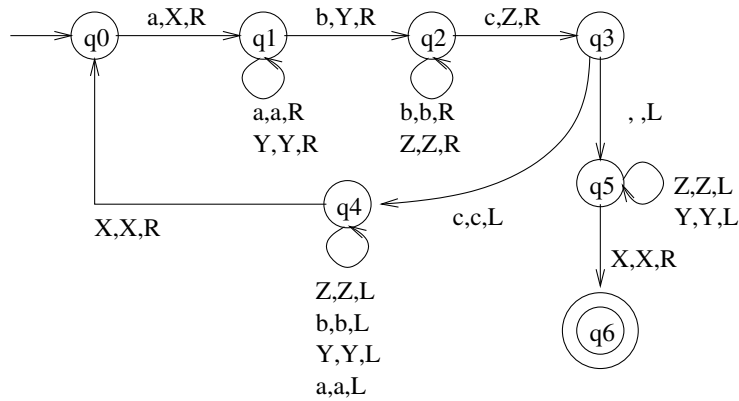 a,X,R
b,Y,R
c,Z,R
q0
q1
q2
q3
a,a,R
Y,Y,R
b,b,R
Z,Z,R
, ,L
q4
q5
Z,Z,L
Y,Y,L
X,X,R
c,c,L
X,X,R
Z,Z,L
b,b,L
Y,Y,L
a,a,L
q6